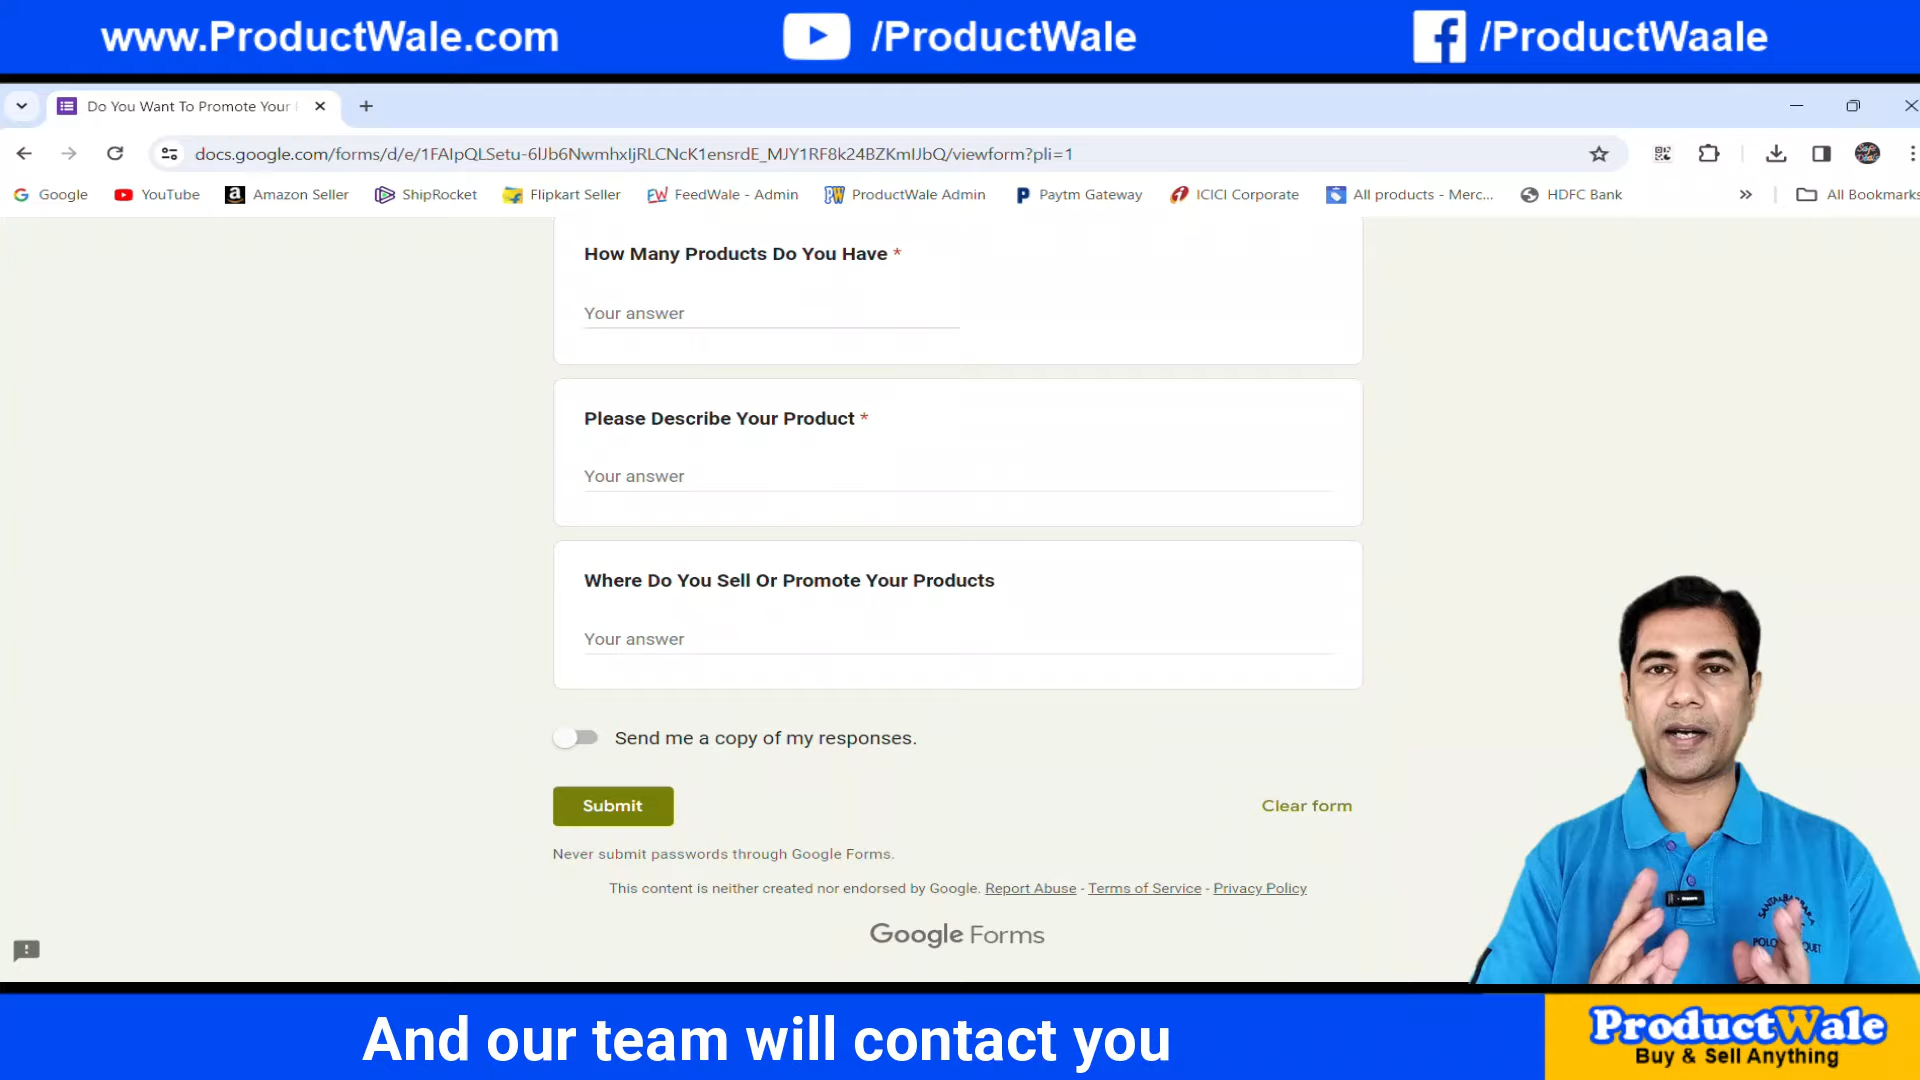 www.ProductWale.com
/ProductWale
/ProductWaale
Do You Want To Promote Your
docs.google.com/forms/d/e/1FAIpQLSetu-6lJb6NwmhxIjRLCNcK1ensrdE_MJY1RF8k24BZKmIJbQ/viewform?pli=1
Google
YouTube
Amazon Seller
ShipRocket
Flipkart Seller
FeedWale - Admin
ProductWale Admin
Paytm Gateway
ICICI Corporate
All products - Merc...
HDFC Bank
All Bookmarks
How Many Products Do You Have *
Your answer
Please Describe Your Product *
Your answer
Where Do You Sell Or Promote Your Products
Your answer
Send me a copy of my responses.
Submit
Clear form
Never submit passwords through Google Forms.
This content is neither created nor endorsed by Google. Report Abuse - Terms of Service - Privacy Policy
Google Forms
And our team will contact you
ProductWale
Buy & Sell Anything